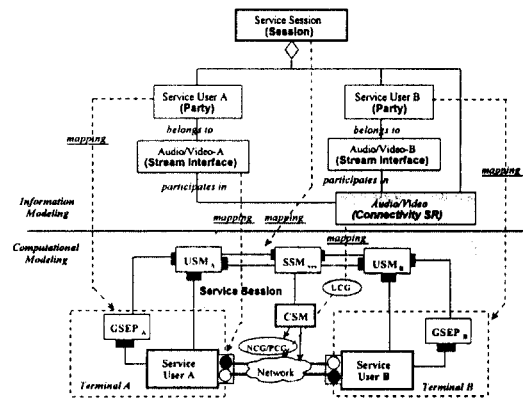 Service Session
(Session)
Service User A
(Party)
Service User B
(Party)
mapping
belongs to
belongs to
mapping
Audio/Video-A
(Stream Interface)
Audio/Video-B
(Stream Interface)
participates in
participates in
Audio/Video
(Connectivity SR)
Information
Modeling
mapping
mapping
mapping
Computational
Modeling
USM A
SSM
USM B
Service Session
LCG
CSM
GSEP A
GSEP B
NCG/PCG
Service
User A
Network
Service
User B
Terminal A
Terminal B